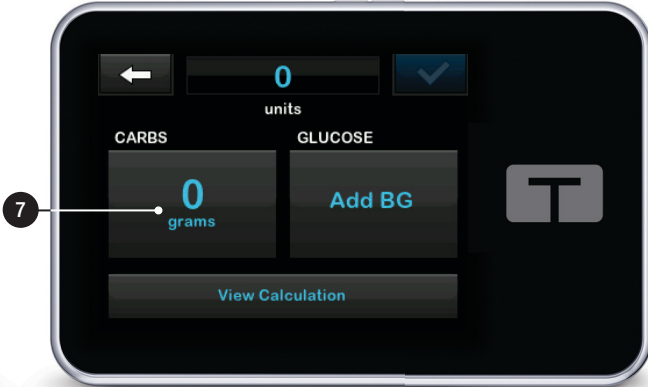 0
units
CARBS
GLUCOSE
0
grams
Add BG
7
View Calculation
T